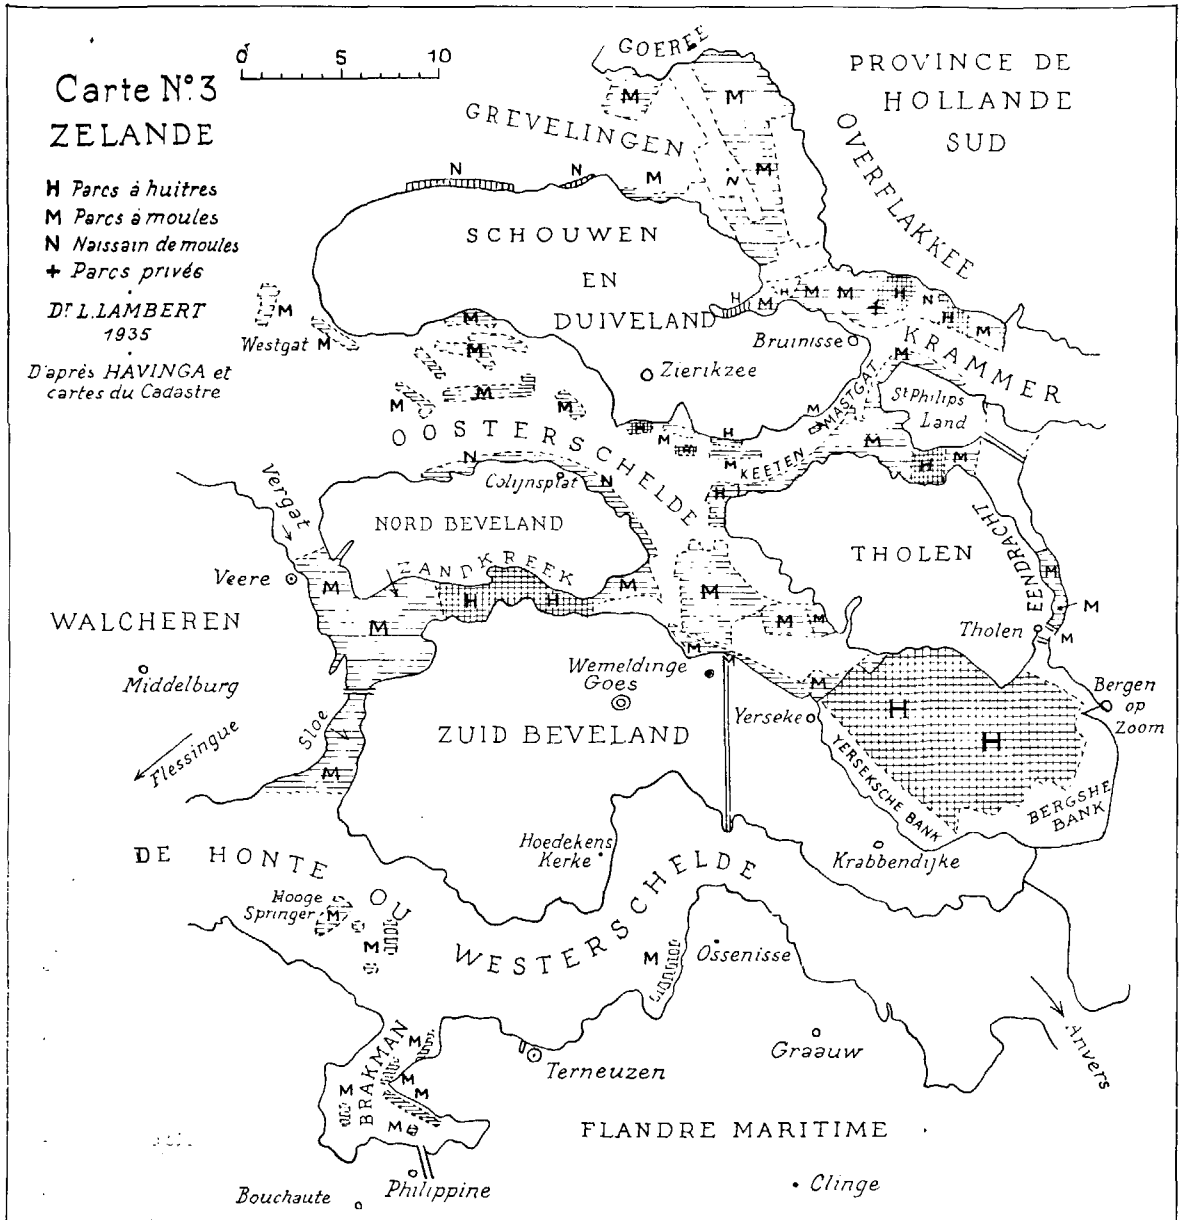 0 5 10
Carte N°. 3
ZELANDE
H Parcs à huîtres
M Parcs à moules
N Naissain de moules
+ Parcs privés
Dr L. LAMBERT
1935
D'après HAVINGA et
cartes du Cadastre
GOEREE
PROVINCE DE
HOLLANDE
SUD
GREVELINGEN
OVERFLAKKEE
M M
N N M N M
SCHOUWEN
EN
DUIVELAND
H M H M M H N
H M
Westgat
M
M
M
M
M
M
M
Bruinisse
KRAMMER
Zierikzee
MASTGAT
M
St Philips
Land
M
OOSTERSCHELDE
H M H
H
M
KEETEN
M
H M
H
N
Colijnsplat
N
Vergat
NORD BEVELAND
ZANDKREEK
THOLEN
EENDRACHT
Veere
M
M
H H M
M
M M
M
M
M
Tholen
M
WALCHEREN
Middelburg
Wemeldinge
Goes
M M
M
Yerseke
H
H
Bergen
op
Zoom
ZUID BEVELAND
Sloe
M
Flessingue
YERSEKSCHE BANK
BERGSHE
BANK
Hoedekens
Kerke
Krabbendijke
DE HONTE OU WESTERSCHELDE
Hooge
Springer
M
M
M
Ossenisse
Anvers
BRAKMAN
M
M
M
M
M
Terneuzen
Graauw
FLANDRE MARITIME
Philippine
Bouchaute
Clinge